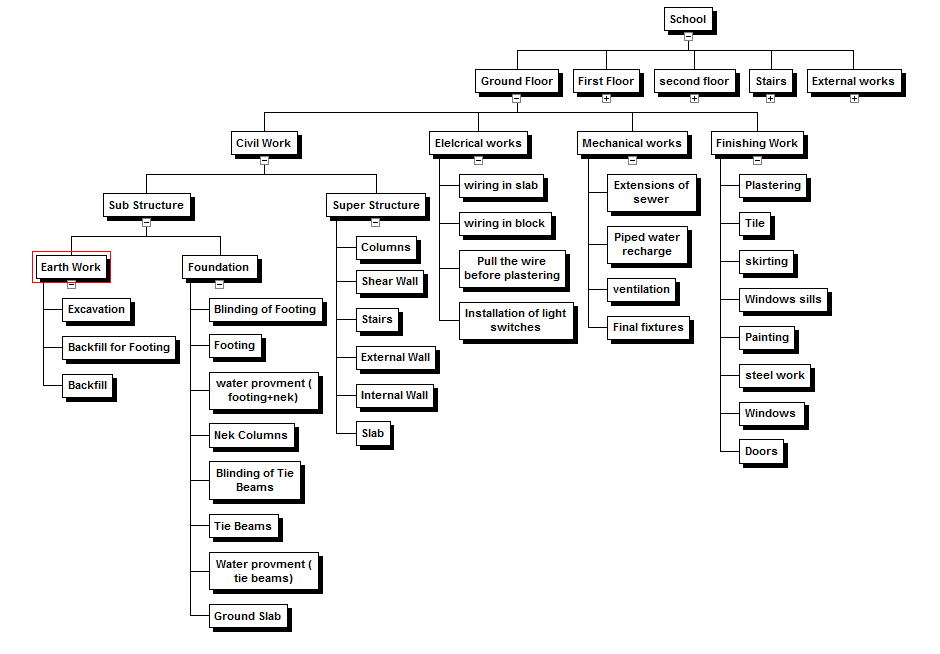 School
Ground Floor
First Floor
second floor
Stairs
External works
Civil Work
Elelcrical works
Mechanical works
Finishing Work
Sub Structure
Super Structure
Earth Work
Foundation
Excavation
Backfill for Footing
Backfill
Blinding of Footing
Footing
water provment (
footing+nek)
Nek Columns
Blinding of Tie
Beams
Tie Beams
Water provment (
tie beams)
Ground Slab
Columns
Shear Wall
Stairs
External Wall
Internal Wall
Slab
wiring in slab
wiring in block
Pull the wire
before plastering
Installation of light
switches
Extensions of
sewer
Piped water
recharge
ventilation
Final fixtures
Plastering
Tile
skirting
Windows sills
Painting
steel work
Windows
Doors